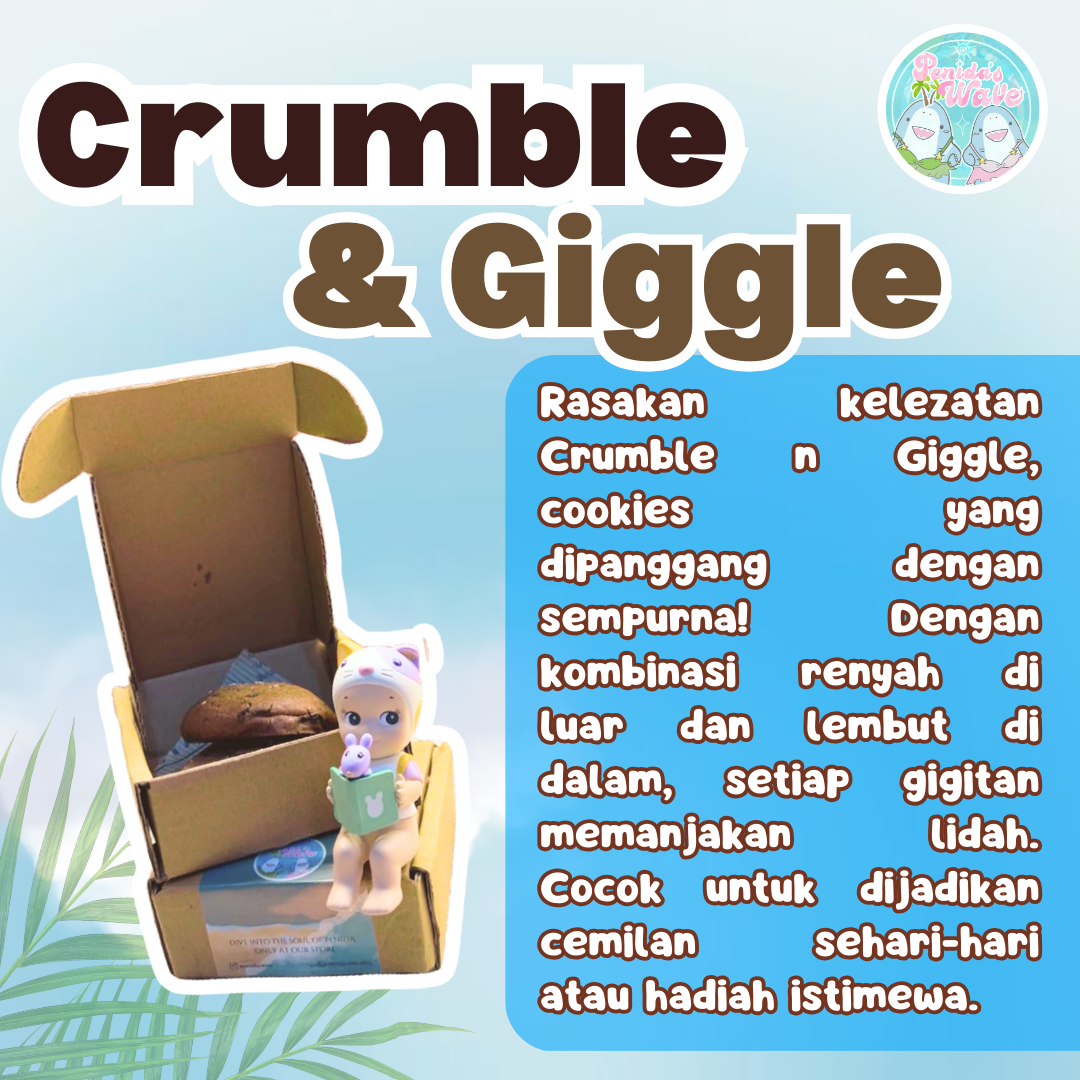 Crumble
& Giggle
Penida's
Wave
Rasakan kelezatan
Crumble n Giggle,
cookies yang
dipanggang dengan
sempurna! Dengan
kombinasi renyah di
luar dan lembut di
dalam, setiap gigitan
memanjakan lidah.
Cocok untuk dijadikan
cemilan sehari-hari
atau hadiah istimewa.
DIVE INTO THE SOUL OF PENIDA,
ONLY AT OUR STORE